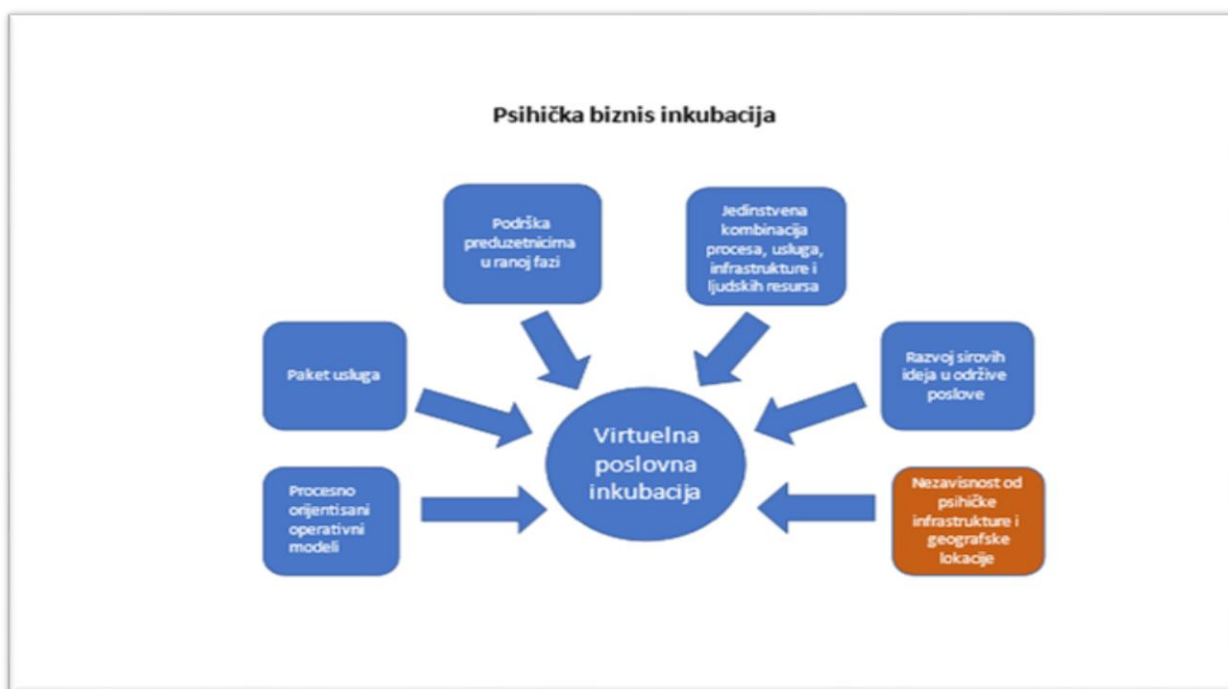 Psihička biznis inkubacija
Podrška
preduzetnicima
u ranoj fazi
Jedinstvena
kombinacija
procesa, usluga,
infrastrukture i
ljudskih resursa
Paket usluga
Razvoj sirovih
ideja u održive
poslove
Virtuelna
poslovna
inkubacija
Procesno
orijentisani
operativni
modeli
Nezavisnost od
psihičke
infrastrukture i
geografske
lokacije